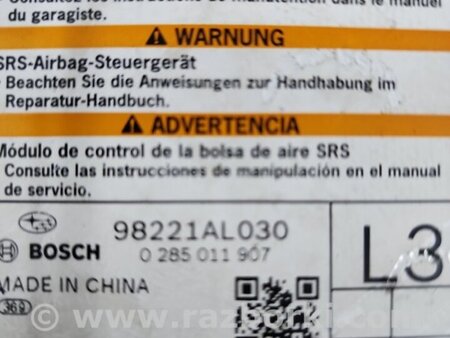 • Consultez les instructions de manutention dans le manuel
du garagiste.
⚠ WARNUNG
SRS-Airbag-Steuergerät
• Beachten Sie die Anweisungen zur Handhabung im
Reparatur-Handbuch.
⚠ ADVERTENCIA
Módulo de control de la bolsa de aire SRS
• Consulte las instrucciones de manipulación en el manual
de servicio.
98221AL030
BOSCH 0 285 011 907
L3
MADE IN CHINA
369
www.razborki.com